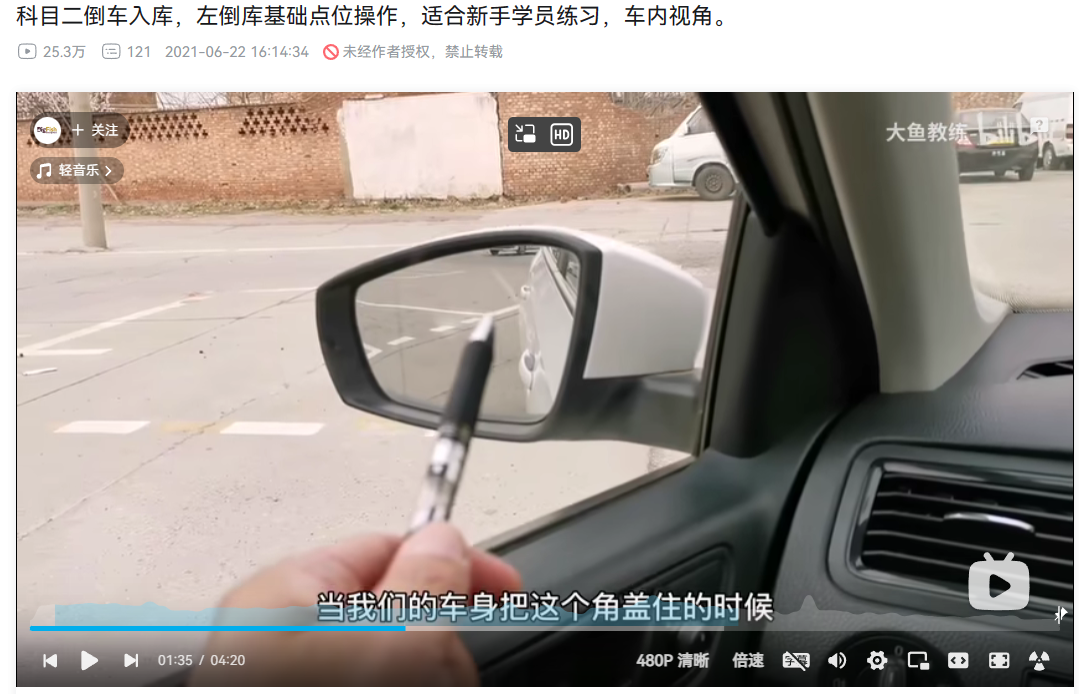 科目二倒车入库，左倒库基础点位操作，适合新手学员练习，车内视角。
25.3万 121 2021-06-22 16:14:34 未经作者授权，禁止转载
+ 关注
HD
大鱼教练
轻音乐 >
当我们的车身把这个角盖住的时候
01:35 / 04:20 480P 清晰 倍速 字幕